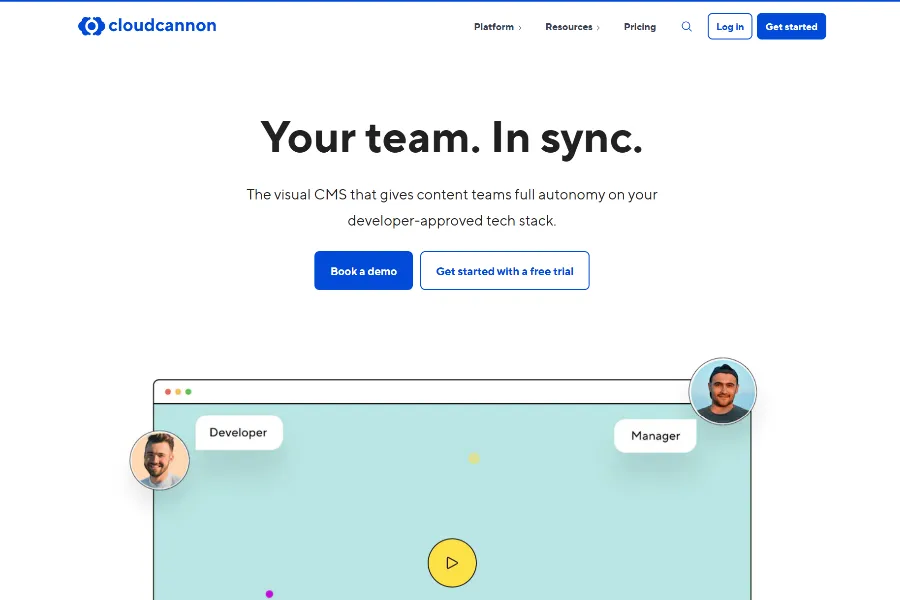 cloudcannon
Platform
Resources
Pricing
Log in
Get started
Your team. In sync.
The visual CMS that gives content teams full autonomy on your
developer-approved tech stack.
Book a demo
Get started with a free trial
Developer
Manager